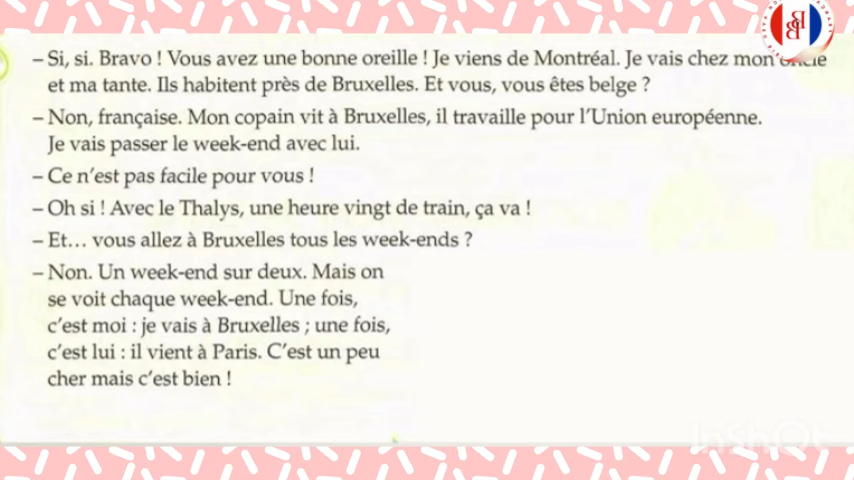 – Si, si. Bravo ! Vous avez une bonne oreille ! Je viens de Montréal. Je vais chez mon oncle
et ma tante. Ils habitent près de Bruxelles. Et vous, vous êtes belge ?
– Non, française. Mon copain vit à Bruxelles, il travaille pour l'Union européenne.
Je vais passer le week-end avec lui.
– Ce n'est pas facile pour vous !
– Oh si ! Avec le Thalys, une heure vingt de train, ça va !
– Et… vous allez à Bruxelles tous les week-ends ?
– Non. Un week-end sur deux. Mais on
se voit chaque week-end. Une fois,
c'est moi : je vais à Bruxelles ; une fois,
c'est lui : il vient à Paris. C'est un peu
cher mais c'est bien !
InShOt